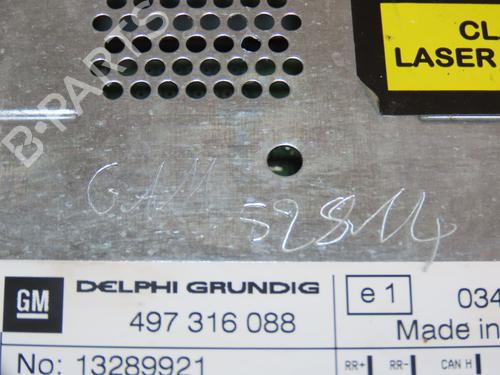 CL
LASER
B-PARTS
GM
DELPHI GRUNDIG
497 316 088
e 1
034
Made in
No: 13289921
RR+
RR-
CAN H